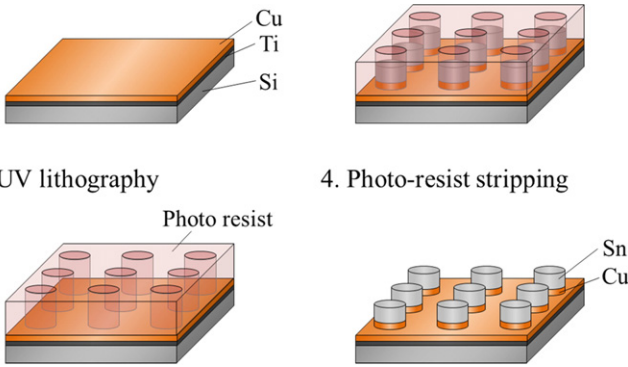 Cu
Ti
Si
UV lithography
4. Photo-resist stripping
Photo resist
Sn
Cu